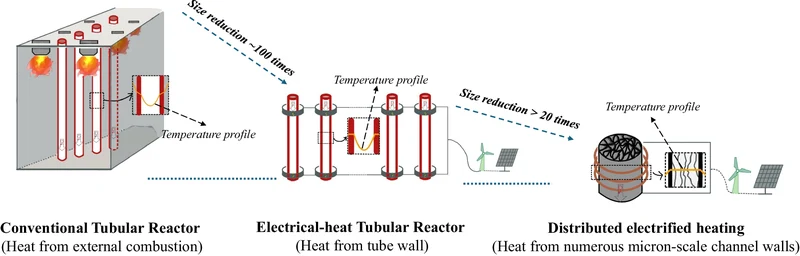 Size reduction ~100 times
Temperature profile
Temperature profile
Size reduction > 20 times
Temperature profile
Conventional Tubular Reactor
(Heat from external combustion)
Electrical-heat Tubular Reactor
(Heat from tube wall)
Distributed electrified heating
(Heat from numerous micron-scale channel walls)